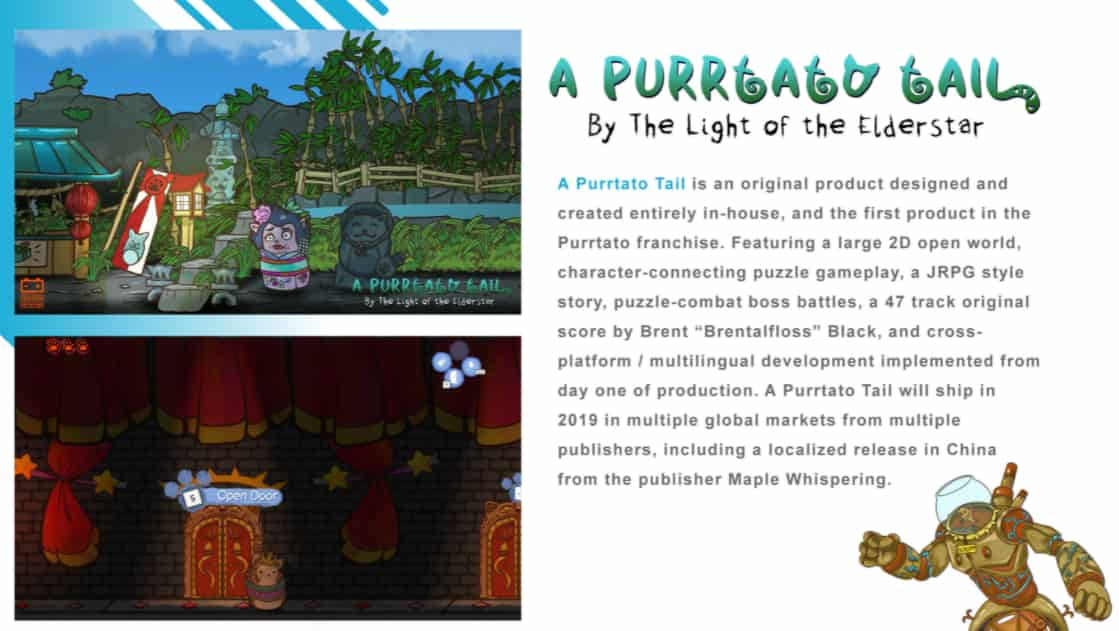 A PURRTATO TAIL
By The Light of the Elderstar
A Purrtato Tail is an original product designed and
created entirely in-house, and the first product in the
Purrtato franchise. Featuring a large 2D open world,
character-connecting puzzle gameplay, a JRPG style
story, puzzle-combat boss battles, a 47 track original
score by Brent “Brentalfloss” Black, and cross-
platform / multilingual development implemented from
day one of production. A Purrtato Tail will ship in
2019 in multiple global markets from multiple
publishers, including a localized release in China
from the publisher Maple Whispering.
A PURRTATO TAIL
By The Light of the Elderstar
S Open Door